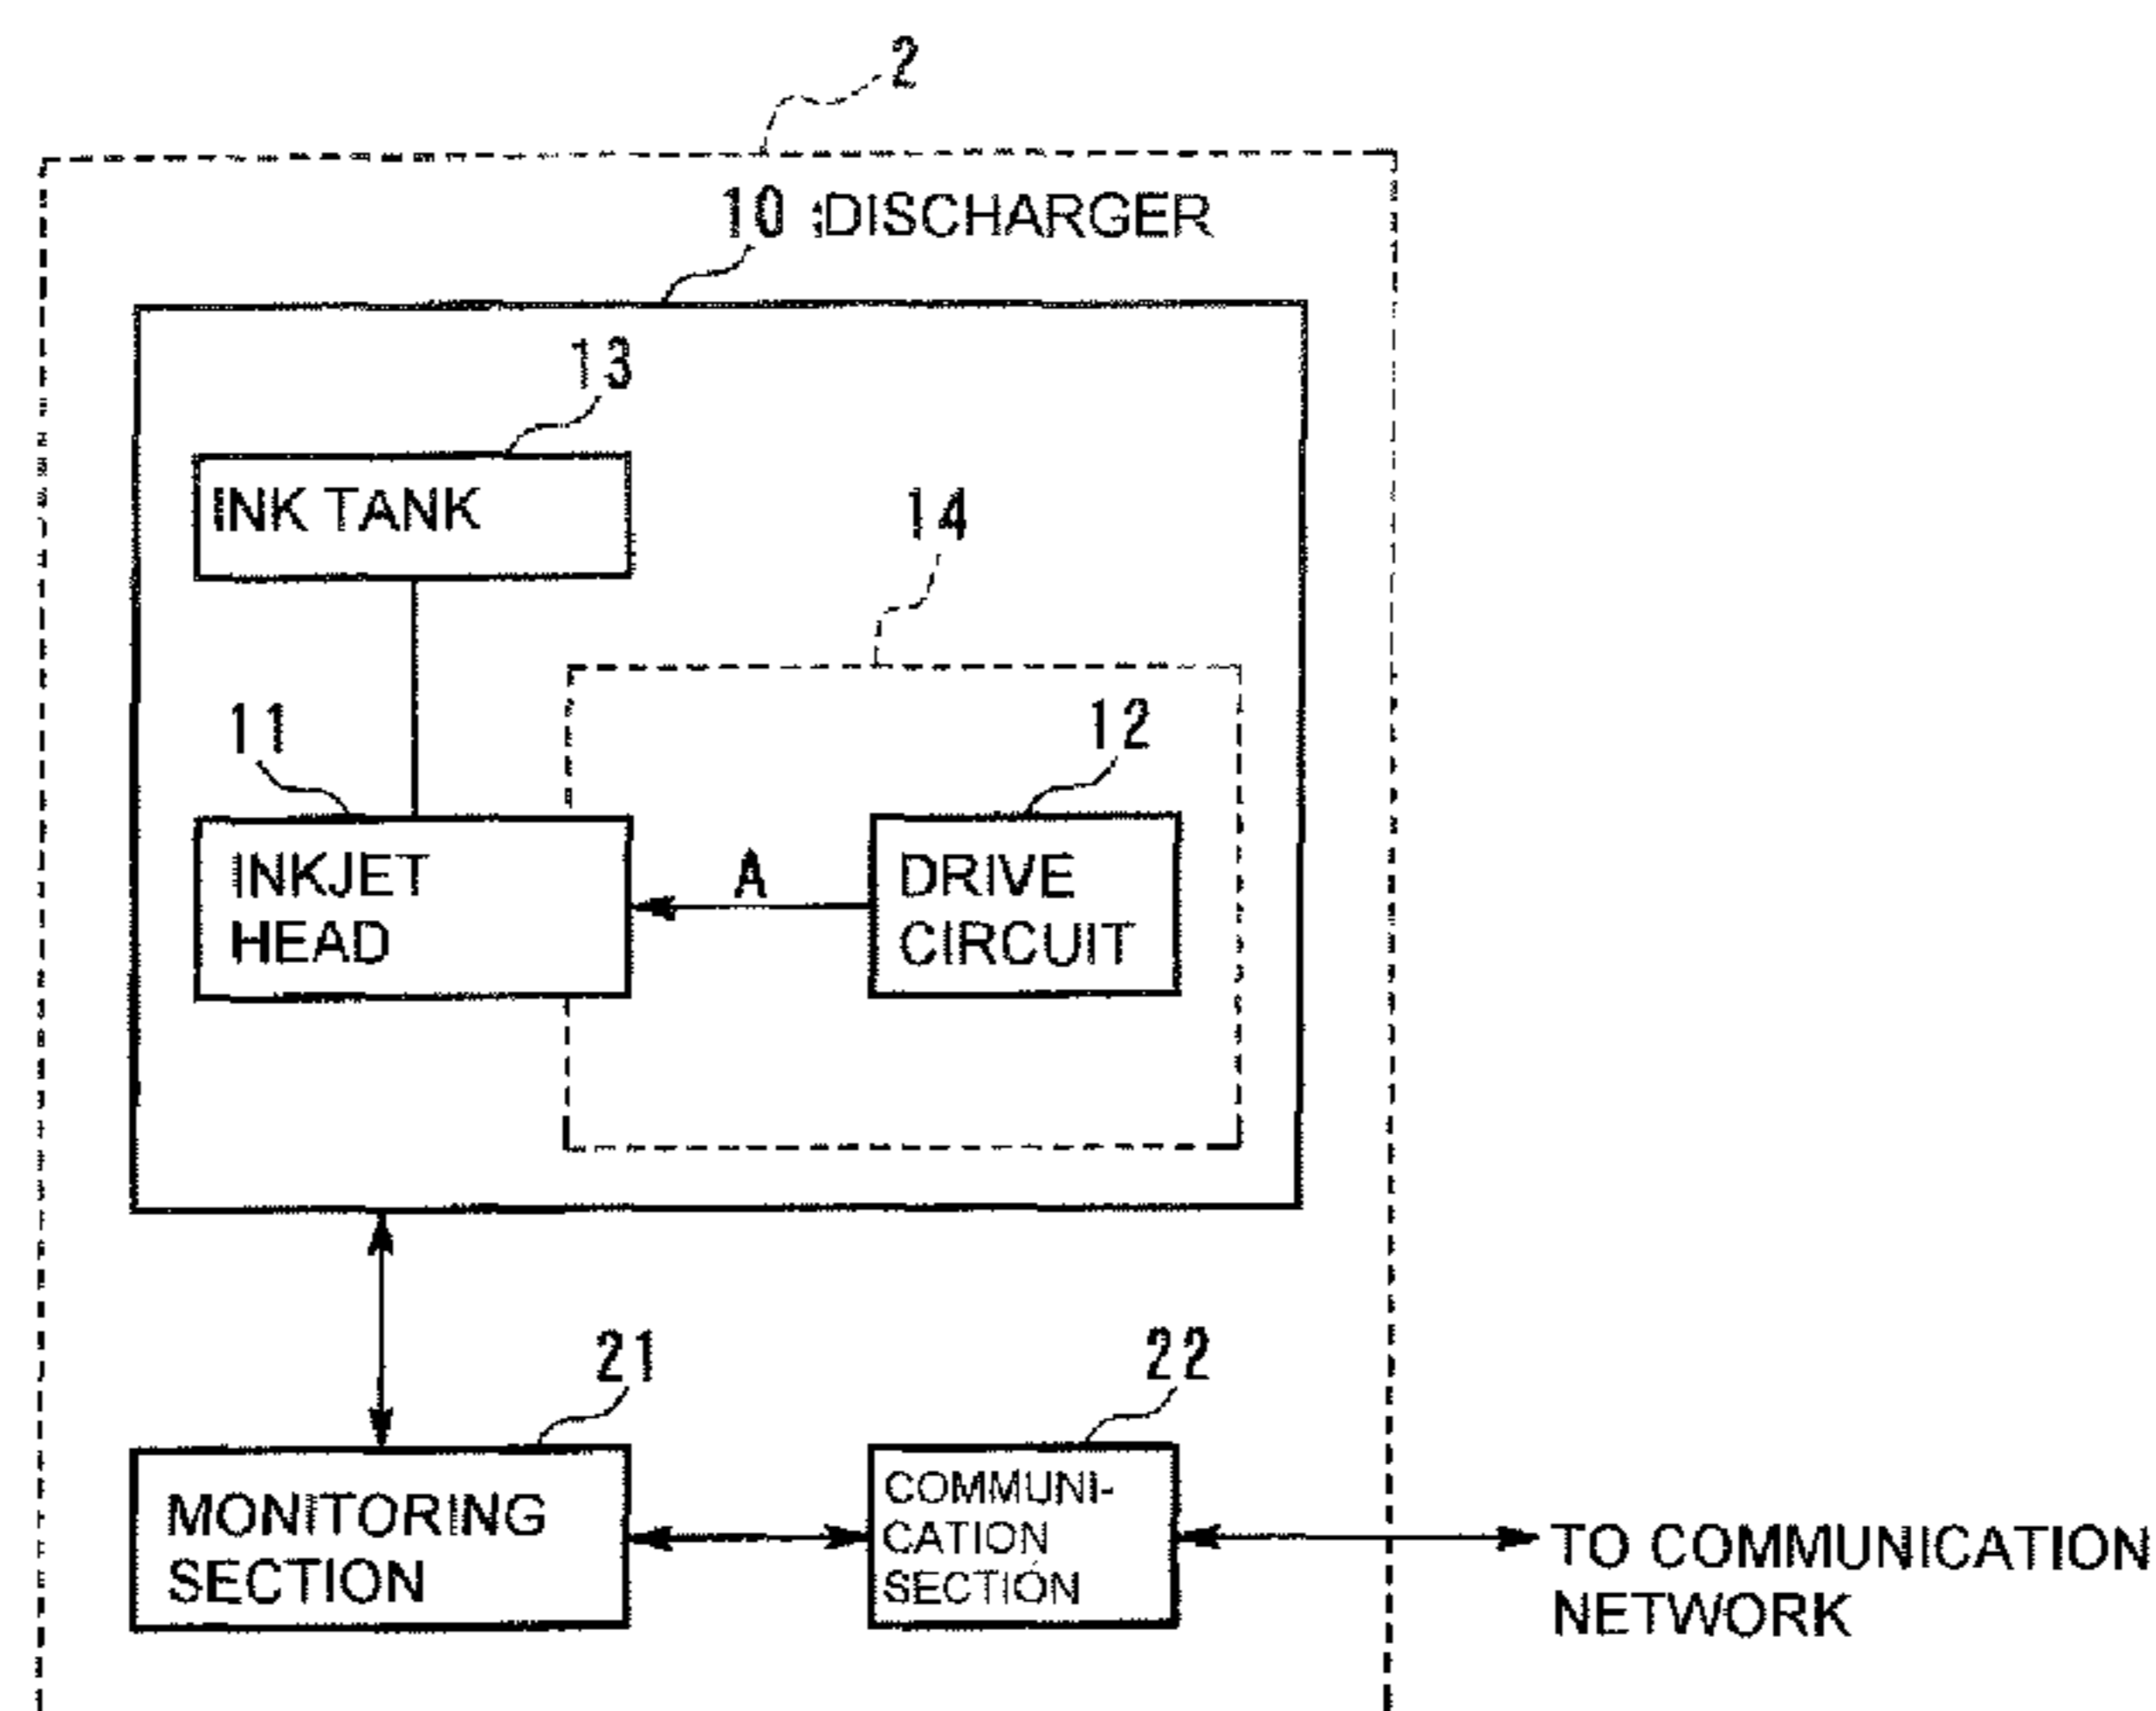 2
10 :DISCHARGER
13
INK TANK
14
11
12
INKJET
HEAD
A
DRIVE
CIRCUIT
21
22
MONITORING
SECTION
COMMUNI-
CATION
SECTION
TO COMMUNICATION
NETWORK